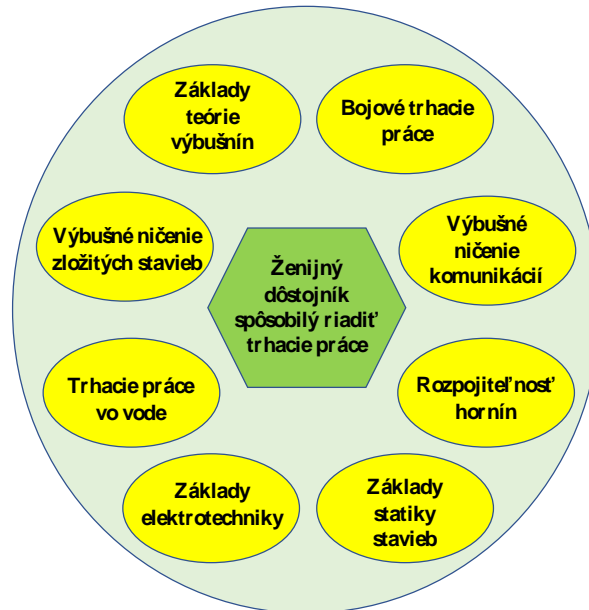 Základy
teórie
výbušnín
Bojové trhacie
práce
Výbušné ničenie
zložitých stavieb
Výbušné
ničenie
komunikácií
Ženijný
dôstojník
spôsobilý riadiť
trhacie práce
Trhacie práce
vo vode
Rozpojiteľnosť
hornín
Základy
elektrotechniky
Základy
statiky
stavieb